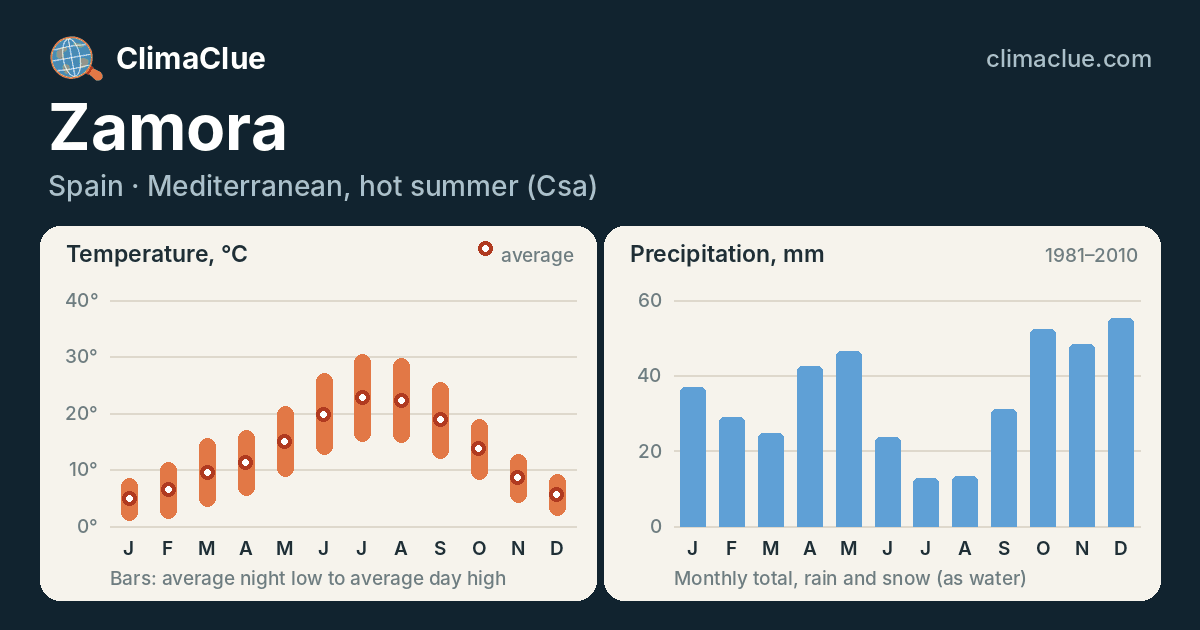 ClimaClue
climaclue.com
Zamora
Spain · Mediterranean, hot summer (Csa)
Temperature, °C
average
40°
30°
20°
10°
0°
J F M A M J J A S O N D
Bars: average night low to average day high
Precipitation, mm
1981–2010
60
40
20
0
J F M A M J J A S O N D
Monthly total, rain and snow (as water)